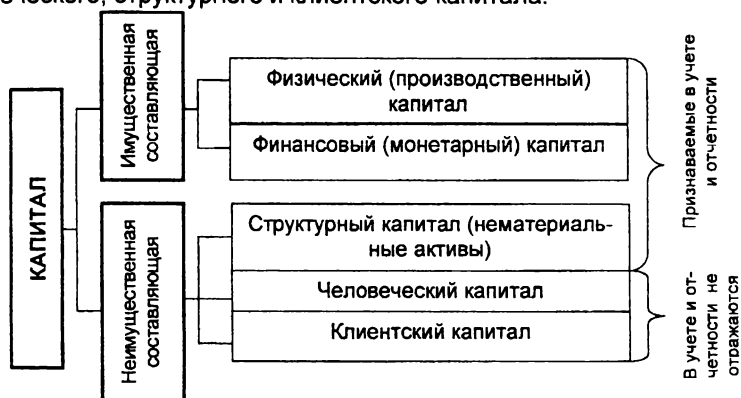 ческого, структурного и клиентского капитала.
КАПИТАЛ
Имущественная
составляющая
Физический (производственный)
капитал
Финансовый (монетарный) капитал
Признаваемые в учете
и отчетности
Неимущественная
составляющая
Структурный капитал (нематериаль-
ные активы)
Человеческий капитал
Клиентский капитал
В учете и от-
четности не
отражаются